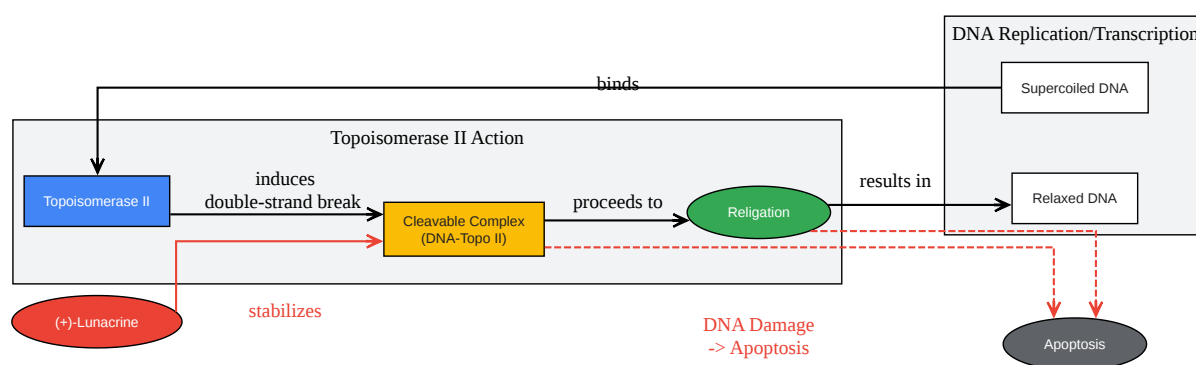 DNA Replication/Transcription
Supercoiled DNA
binds
Topoisomerase II Action
Topoisomerase II
induces
double-strand break
Cleavable Complex
(DNA-Topo II)
proceeds to
Religation
results in
Relaxed DNA
(+)-Lunacrine
stabilizes
DNA Damage
-> Apoptosis
Apoptosis